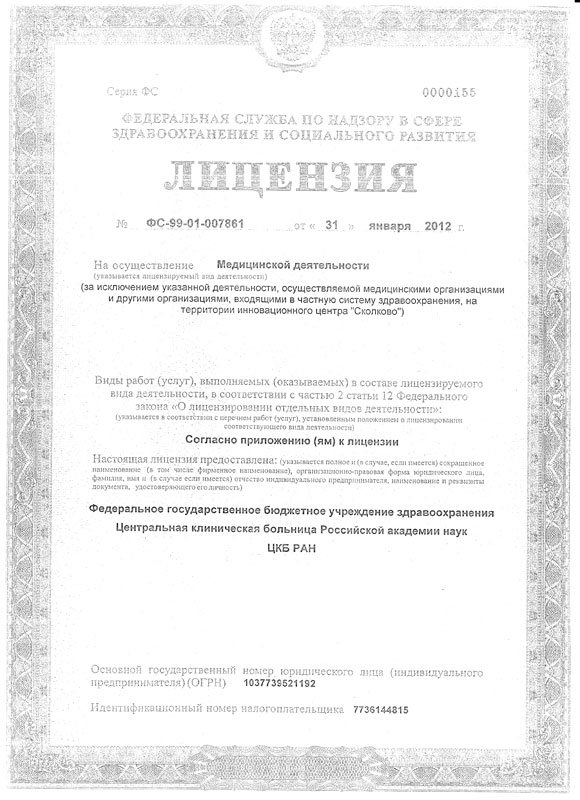 Серия ФС 0000155
ФЕДЕРАЛЬНАЯ СЛУЖБА ПО НАДЗОРУ В СФЕРЕ
ЗДРАВООХРАНЕНИЯ И СОЦИАЛЬНОГО РАЗВИТИЯ
ЛИЦЕНЗИЯ
№ ФС-99-01-007861 от « 31 » января 2012 г.
На осуществление Медицинской деятельности
(указывается лицензируемый вид деятельности)
(за исключением указанной деятельности, осуществляемой медицинскими организациями
и другими организациями, входящими в частную систему здравоохранения, на
территории инновационного центра "Сколково")
Виды работ (услуг), выполняемых (оказываемых) в составе лицензируемого
вида деятельности, в соответствии с частью 2 статьи 12 Федерального
закона «О лицензировании отдельных видов деятельности»:
(указывается в соответствии с перечнем работ (услуг), установленным положением о лицензировании
соответствующего вида деятельности)
Согласно приложению (ям) к лицензии
Настоящая лицензия предоставлена: (указывается полное и (в случае, если имеется) сокращенное
наименование (в том числе фирменное наименование), организационно-правовая форма юридического лица,
фамилия, имя и (в случае если имеется) отчество индивидуального предпринимателя, наименование и реквизиты
документа, удостоверяющего его личность)
Федеральное государственное бюджетное учреждение здравоохранения
Центральная клиническая больница Российской академии наук
ЦКБ РАН
Основной государственный номер юридического лица (индивидуального
предпринимателя) (ОГРН) 1037739521192
Идентификационный номер налогоплательщика 7736144815